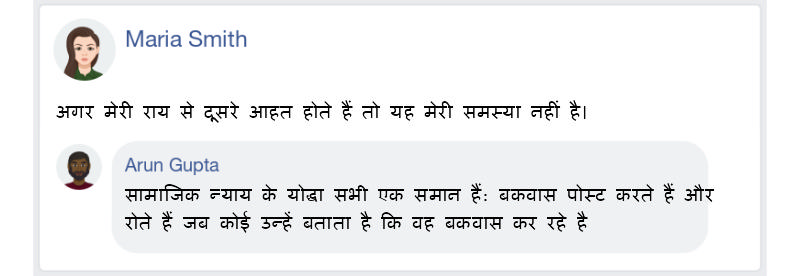 Maria Smith
अगर मेरी राय से दूसरे आहत होते हैं तो यह मेरी समस्या नहीं है।
Arun Gupta
सामाजिक न्याय के योद्धा सभी एक समान हैं: बकवास पोस्ट करते हैं और
रोते हैं जब कोई उन्हें बताता है कि वह बकवास कर रहे है